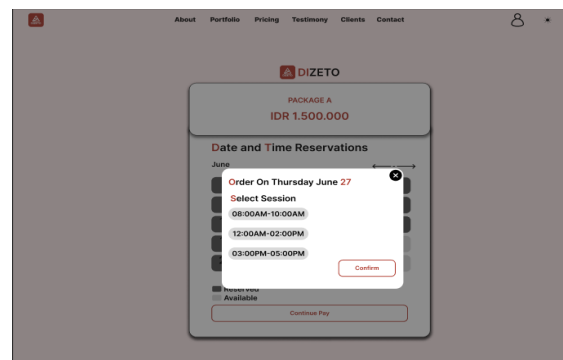 About Portfolio Pricing Testimony Clients Contact
DIZETO
PACKAGE A
IDR 1.500.000
Date and Time Reservations
June
Order On Thursday June 27
Select Session
08:00AM-10:00AM
12:00AM-02:00PM
03:00PM-05:00PM
Confirm
Reserved
Available
Continue Pay